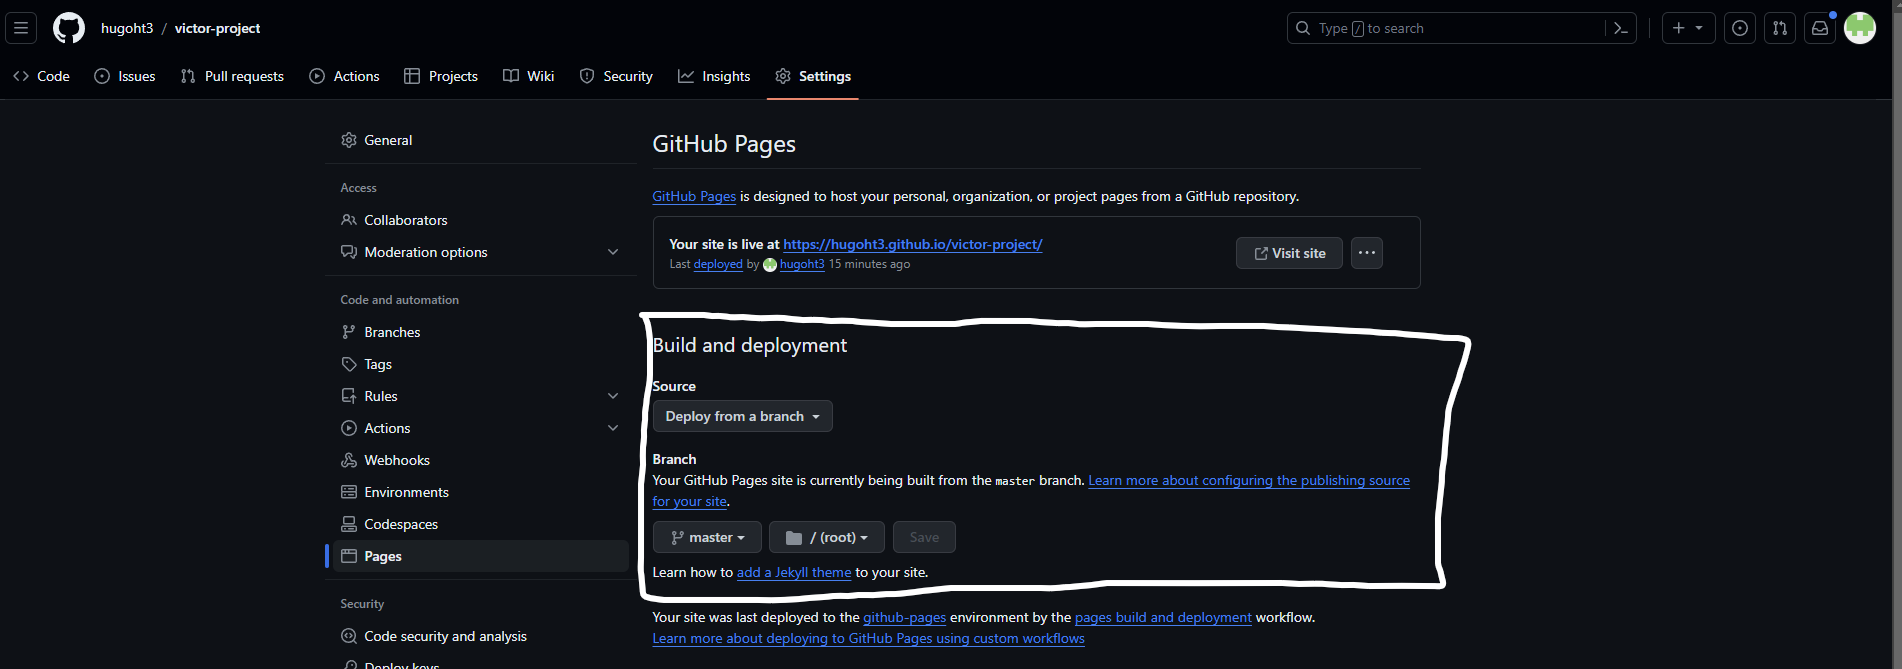 hugoht3 / victor-project
Type / to search
Code Issues Pull requests Actions Projects Wiki Security Insights Settings
General
Access
Collaborators
Moderation options
Code and automation
Branches
Tags
Rules
Actions
Webhooks
Environments
Codespaces
Pages
Security
Code security and analysis
Deploy keys
GitHub Pages
GitHub Pages is designed to host your personal, organization, or project pages from a GitHub repository.
Your site is live at https://hugoht3.github.io/victor-project/
Last deployed by hugoht3 15 minutes ago
Visit site
Build and deployment
Source
Deploy from a branch
Branch
Your GitHub Pages site is currently being built from the master branch. Learn more about configuring the publishing source
for your site.
master / (root) Save
Learn how to add a Jekyll theme to your site.
Your site was last deployed to the github-pages environment by the pages build and deployment workflow.
Learn more about deploying to GitHub Pages using custom workflows